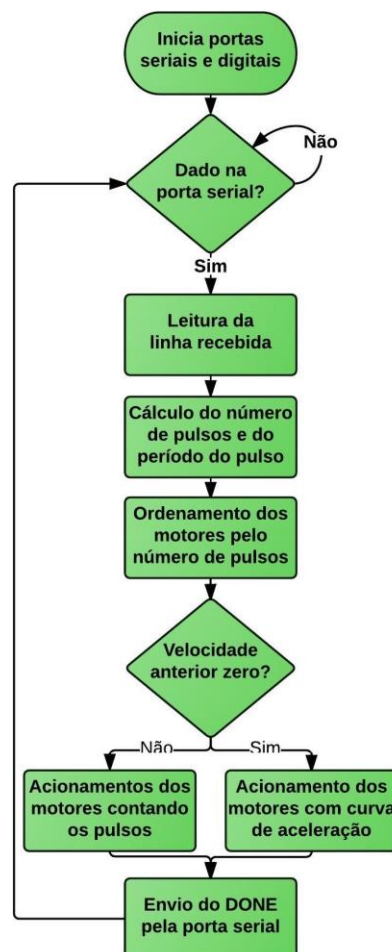 Inicia portas
seriais e digitais
Dado na
porta serial?
Não
Sim
Leitura da
linha recebida
Cálculo do número
de pulsos e do
período do pulso
Ordenamento dos
motores pelo
número de pulsos
Velocidade
anterior zero?
Não
Sim
Acionamentos dos
motores contando
os pulsos
Acionamento dos
motores com curva
de aceleração
Envio do DONE
pela porta serial